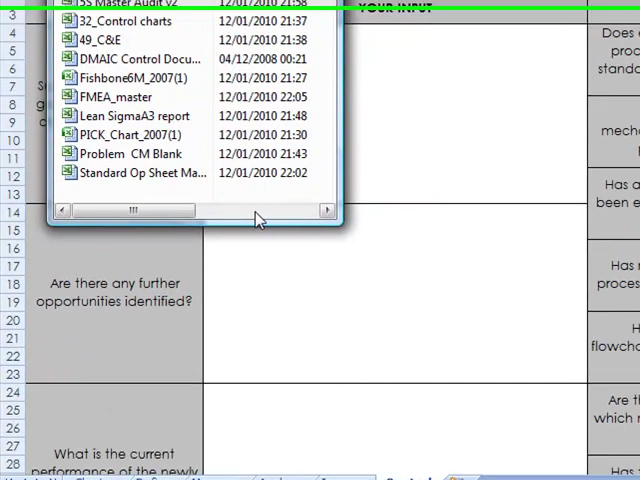 5S Master Audit v2 12/01/2010 21:58
3 YOUR INPUT
32_Control charts 12/01/2010 21:37
49_C&E 12/01/2010 21:38
DMAIC Control Docu... 04/12/2008 00:21
Fishbone6M_2007(1) 12/01/2010 21:27
FMEA_master 12/01/2010 22:05
Lean SigmaA3 report 12/01/2010 21:48
PICK_Chart_2007(1) 12/01/2010 21:30
Problem CM Blank 12/01/2010 21:43
Standard Op Sheet Ma... 12/01/2010 22:02
4
5
6
7
8
9
10
11
12
13
14
15
16
17
18
19
20
21
22
23
24
25
26
27
28
Are there any further
opportunities identified?
What is the current
performance of the newly
Does
proc
standa
mecha
Has a
been e
Has
proces
H
flowcha
Are th
which
Has